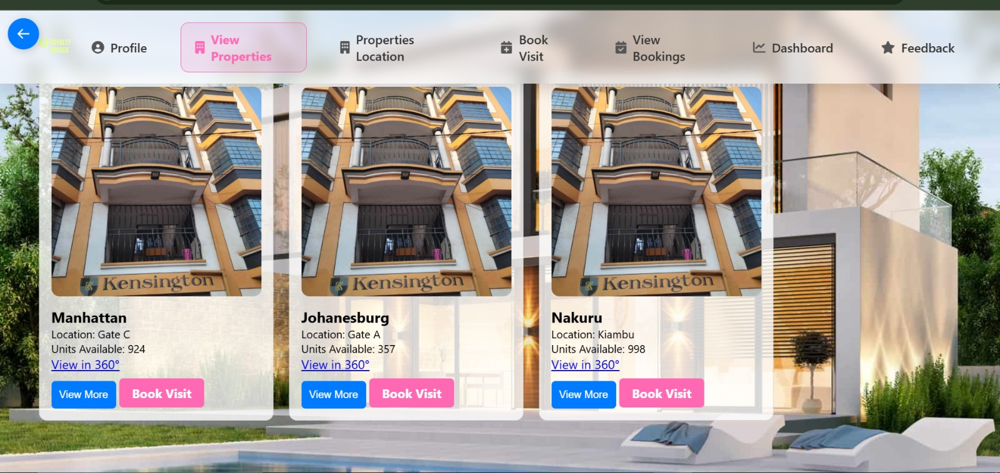 Profile
View
Properties
Properties
Location
Book
Visit
View
Bookings
Dashboard
Feedback
Kensington
Kensington
Kensington
Manhattan
Location: Gate C
Units Available: 924
View in 360°
View More
Book Visit
Johanesburg
Location: Gate A
Units Available: 357
View in 360°
View More
Book Visit
Nakuru
Location: Kiambu
Units Available: 998
View in 360°
View More
Book Visit